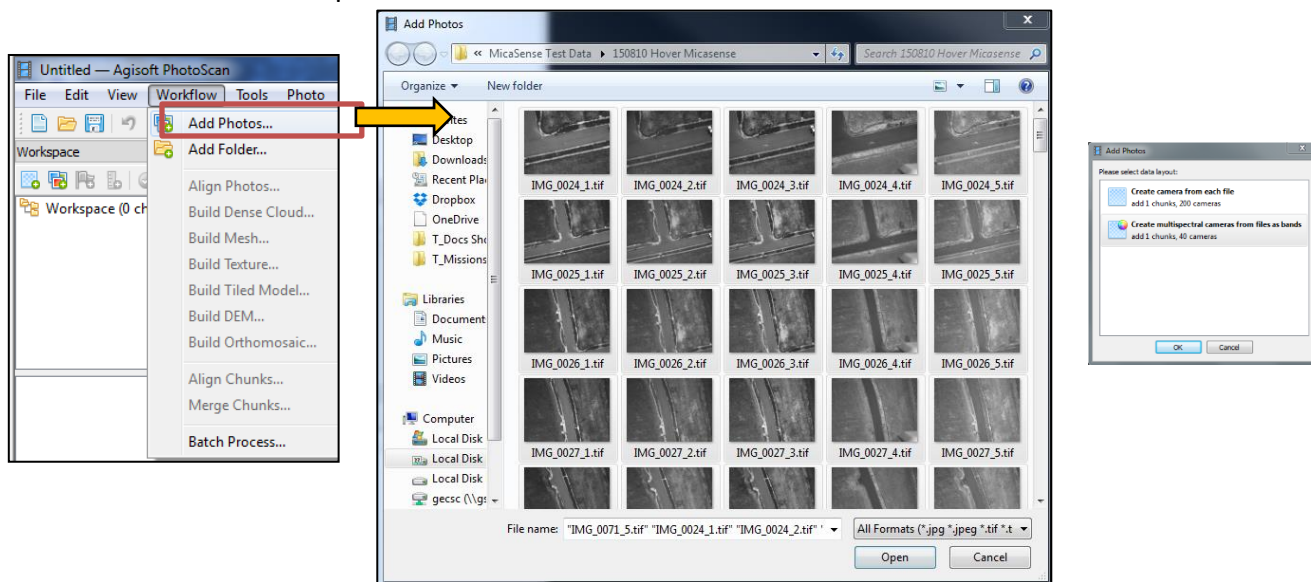 Untitled — Agisoft PhotoScan
File Edit View Workflow Tools Photo
Workspace
Workspace (0 ch
Add Photos...
Add Folder...
Align Photos...
Build Dense Cloud...
Build Mesh...
Build Texture...
Build Tiled Model...
Build DEM...
Build Orthomosaic...
Align Chunks...
Merge Chunks...
Batch Process...
Add Photos
« MicaSense Test Data 150810 Hover Micasense Search 150810 Hover Micasense
Organize New folder
Desktop
Downloads
Recent Pla
Dropbox
OneDrive
T_Docs Sh
T_Missions
Libraries
Document
Music
Pictures
Videos
Computer
Local Disk
Local Disk
Local Disk
gecsc (\\g
IMG_0024_1.tif IMG_0024_2.tif IMG_0024_3.tif IMG_0024_4.tif IMG_0024_5.tif
IMG_0025_1.tif IMG_0025_2.tif IMG_0025_3.tif IMG_0025_4.tif IMG_0025_5.tif
IMG_0026_1.tif IMG_0026_2.tif IMG_0026_3.tif IMG_0026_4.tif IMG_0026_5.tif
IMG_0027_1.tif IMG_0027_2.tif IMG_0027_3.tif IMG_0027_4.tif IMG_0027_5.tif
File name: "IMG_0071_5.tif" "IMG_0024_1.tif" "IMG_0024_2.tif" ' All Formats (*.jpg *.jpeg *.tif *.t
Open Cancel
Add Photos
Please select data layout:
Create camera from each file
add 1 chunks, 200 cameras
Create multispectral cameras from files as bands
add 1 chunks, 40 cameras
OK Cancel